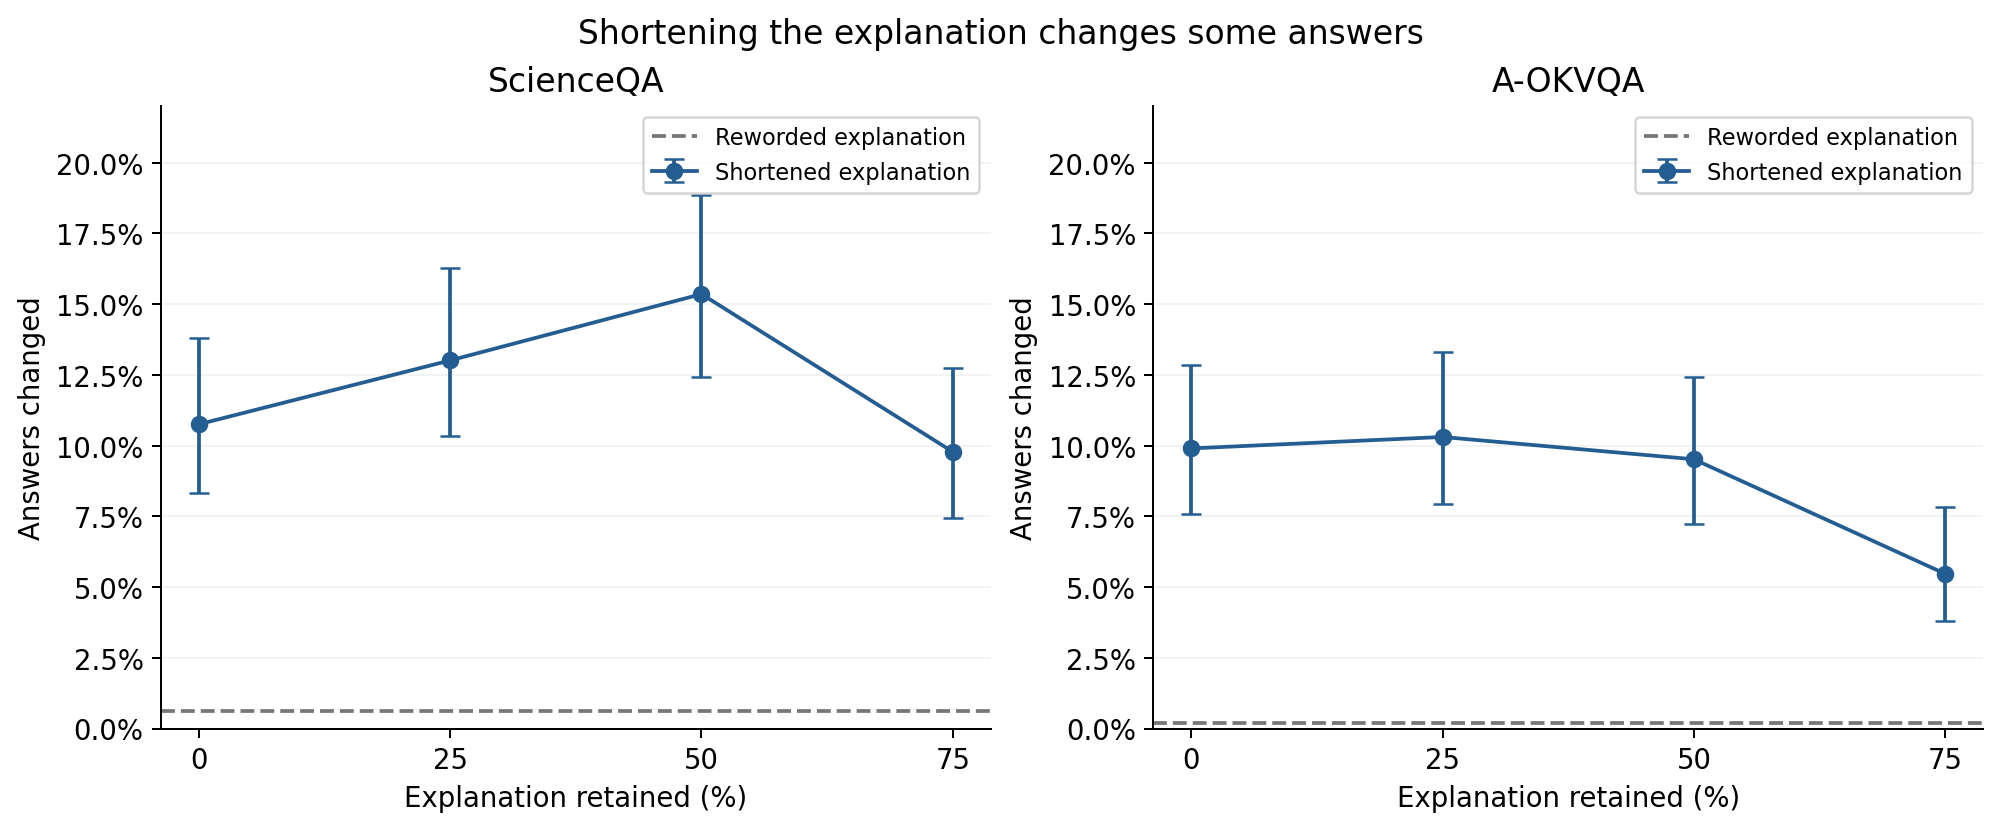 Shortening the explanation changes some answers
ScienceQA
Reworded explanation
Shortened explanation
20.0%
17.5%
15.0%
12.5%
10.0%
7.5%
5.0%
2.5%
0.0%
Answers changed
0 25 50 75
Explanation retained (%)
A-OKVQA
Reworded explanation
Shortened explanation
20.0%
17.5%
15.0%
12.5%
10.0%
7.5%
5.0%
2.5%
0.0%
Answers changed
0 25 50 75
Explanation retained (%)